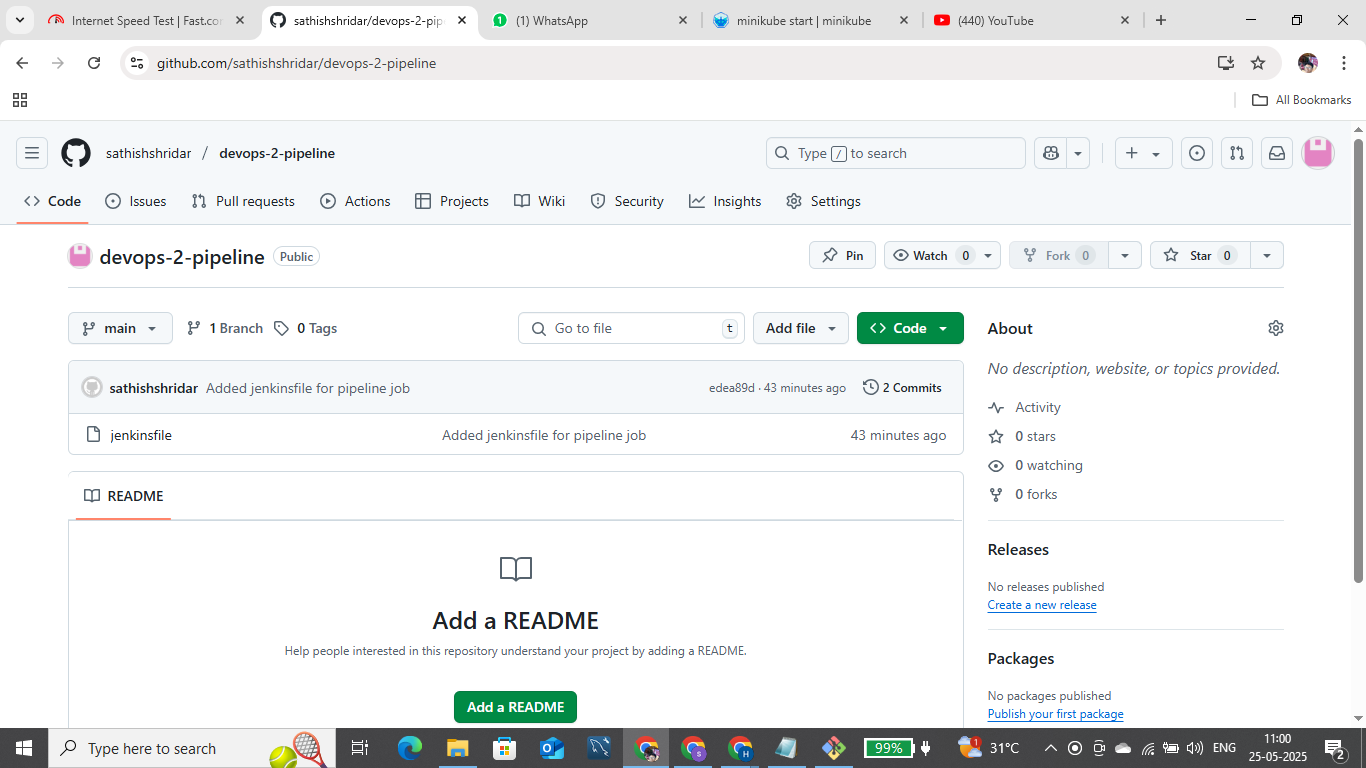 Internet Speed Test | Fast.com
sathishshridar/devops-2-pip
(1) WhatsApp
minikube start | minikube
(440) YouTube
github.com/sathishshridar/devops-2-pipeline
All Bookmarks
sathishshridar / devops-2-pipeline
Type / to search
Code
Issues
Pull requests
Actions
Projects
Wiki
Security
Insights
Settings
devops-2-pipeline Public
Pin
Watch 0
Fork 0
Star 0
main
1 Branch
0 Tags
Go to file t
Add file
Code
sathishshridar Added jenkinsfile for pipeline job
edea89d · 43 minutes ago
2 Commits
jenkinsfile
Added jenkinsfile for pipeline job
43 minutes ago
README
Add a README
Help people interested in this repository understand your project by adding a README.
Add a README
About
No description, website, or topics provided.
Activity
0 stars
0 watching
0 forks
Releases
No releases published
Create a new release
Packages
No packages published
Publish your first package
Type here to search
99%
1
31°C
ENG
11:00
25-05-2025
2